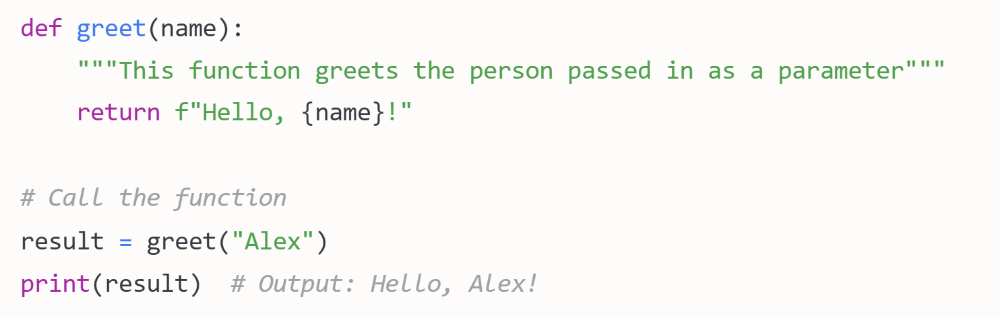 def greet(name):
    """This function greets the person passed in as a parameter"""
    return f"Hello, {name}!"

# Call the function
result = greet("Alex")
print(result)  # Output: Hello, Alex!